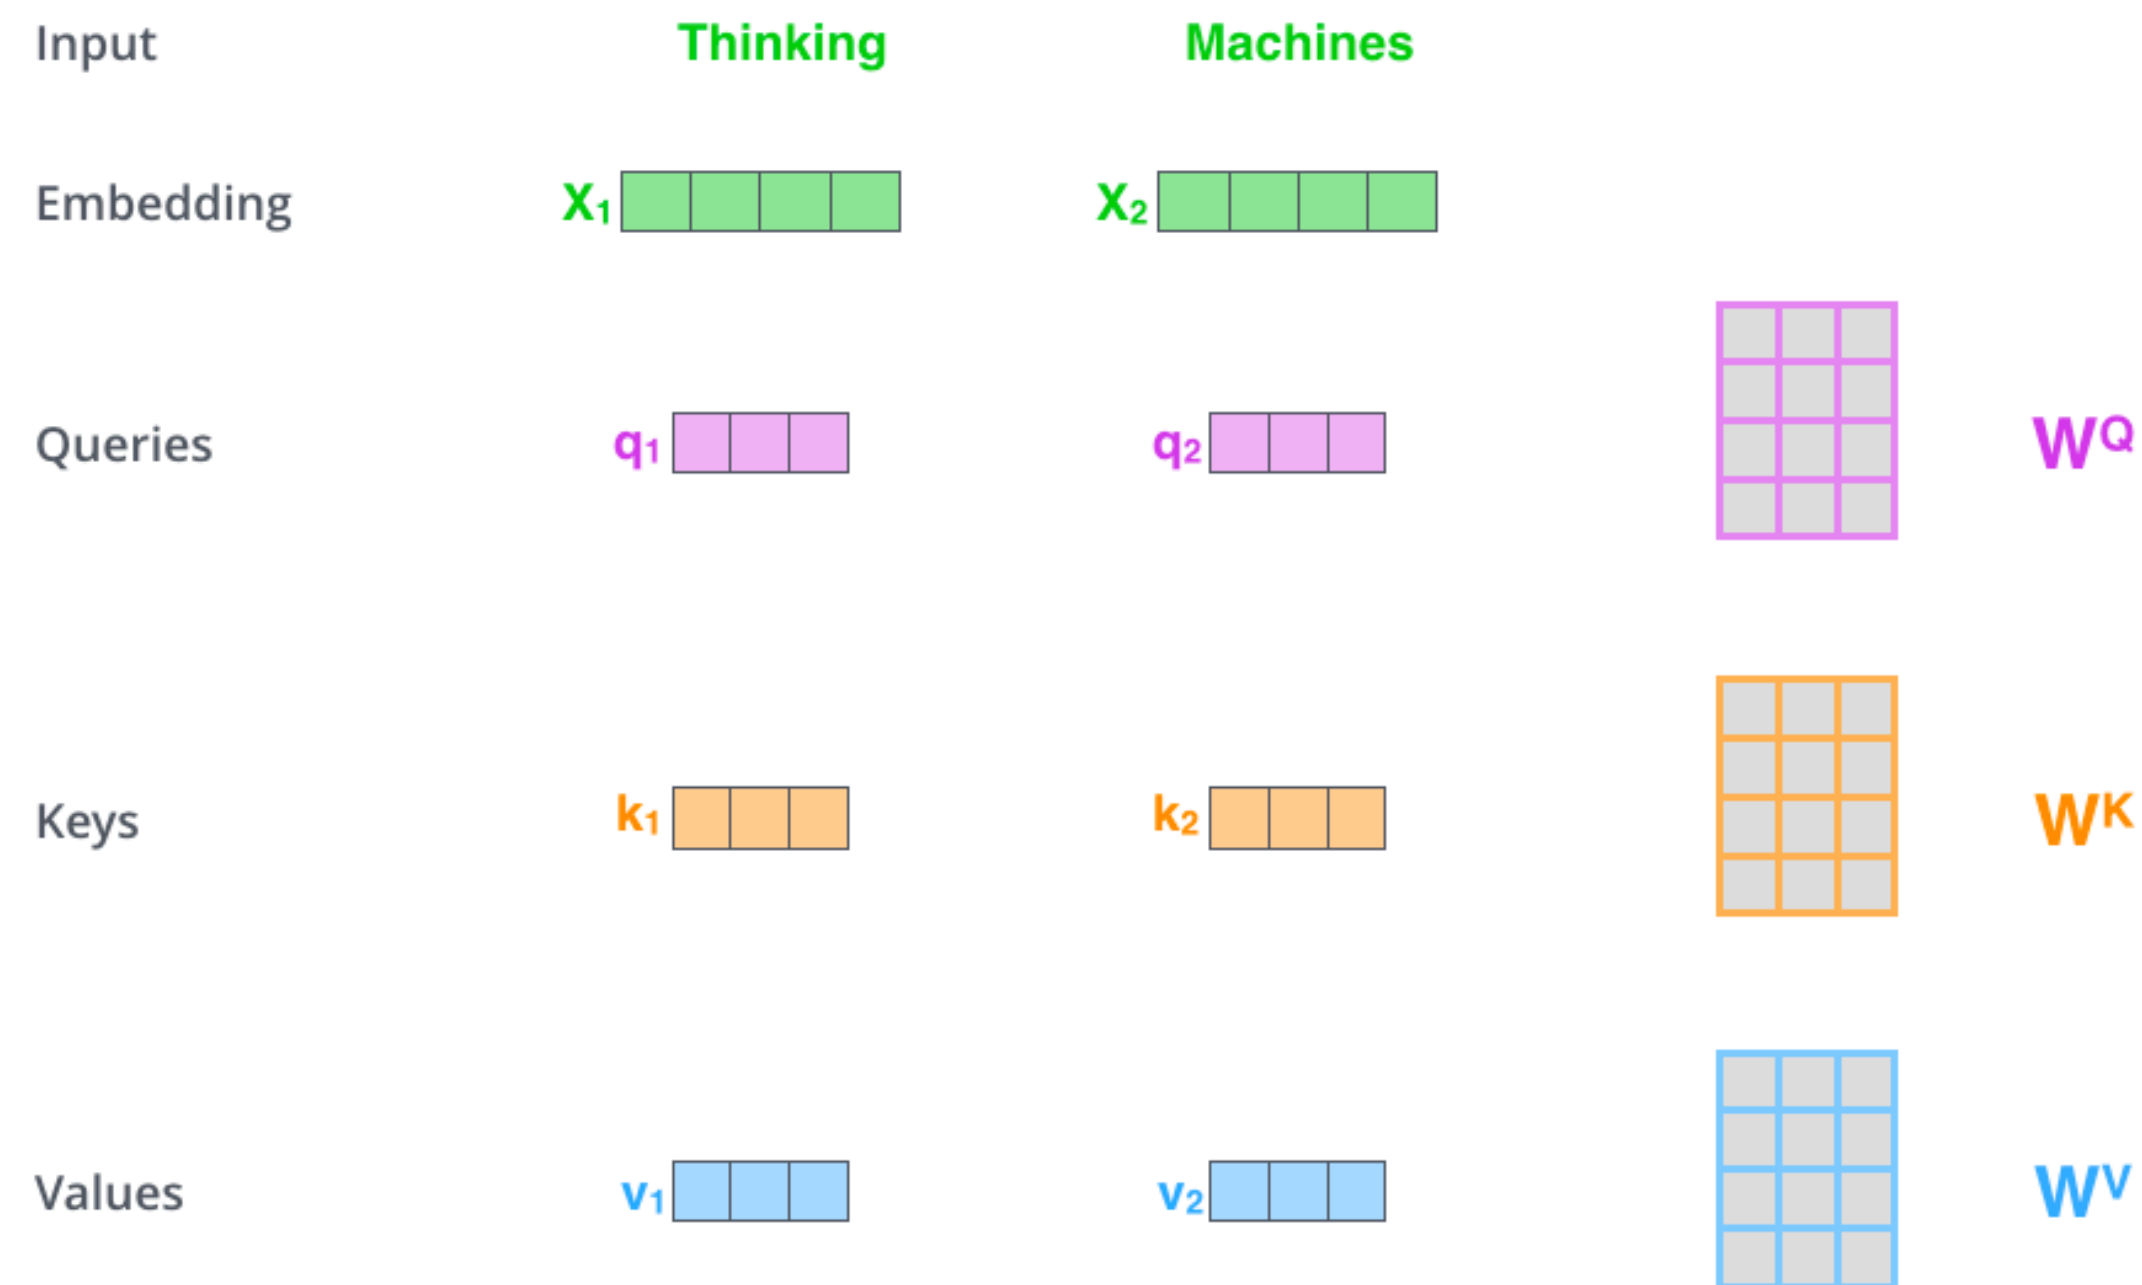 Input Thinking Machines
Embedding X1 X2
Queries q1 q2 WQ
Keys k1 k2 WK
Values v1 v2 WV